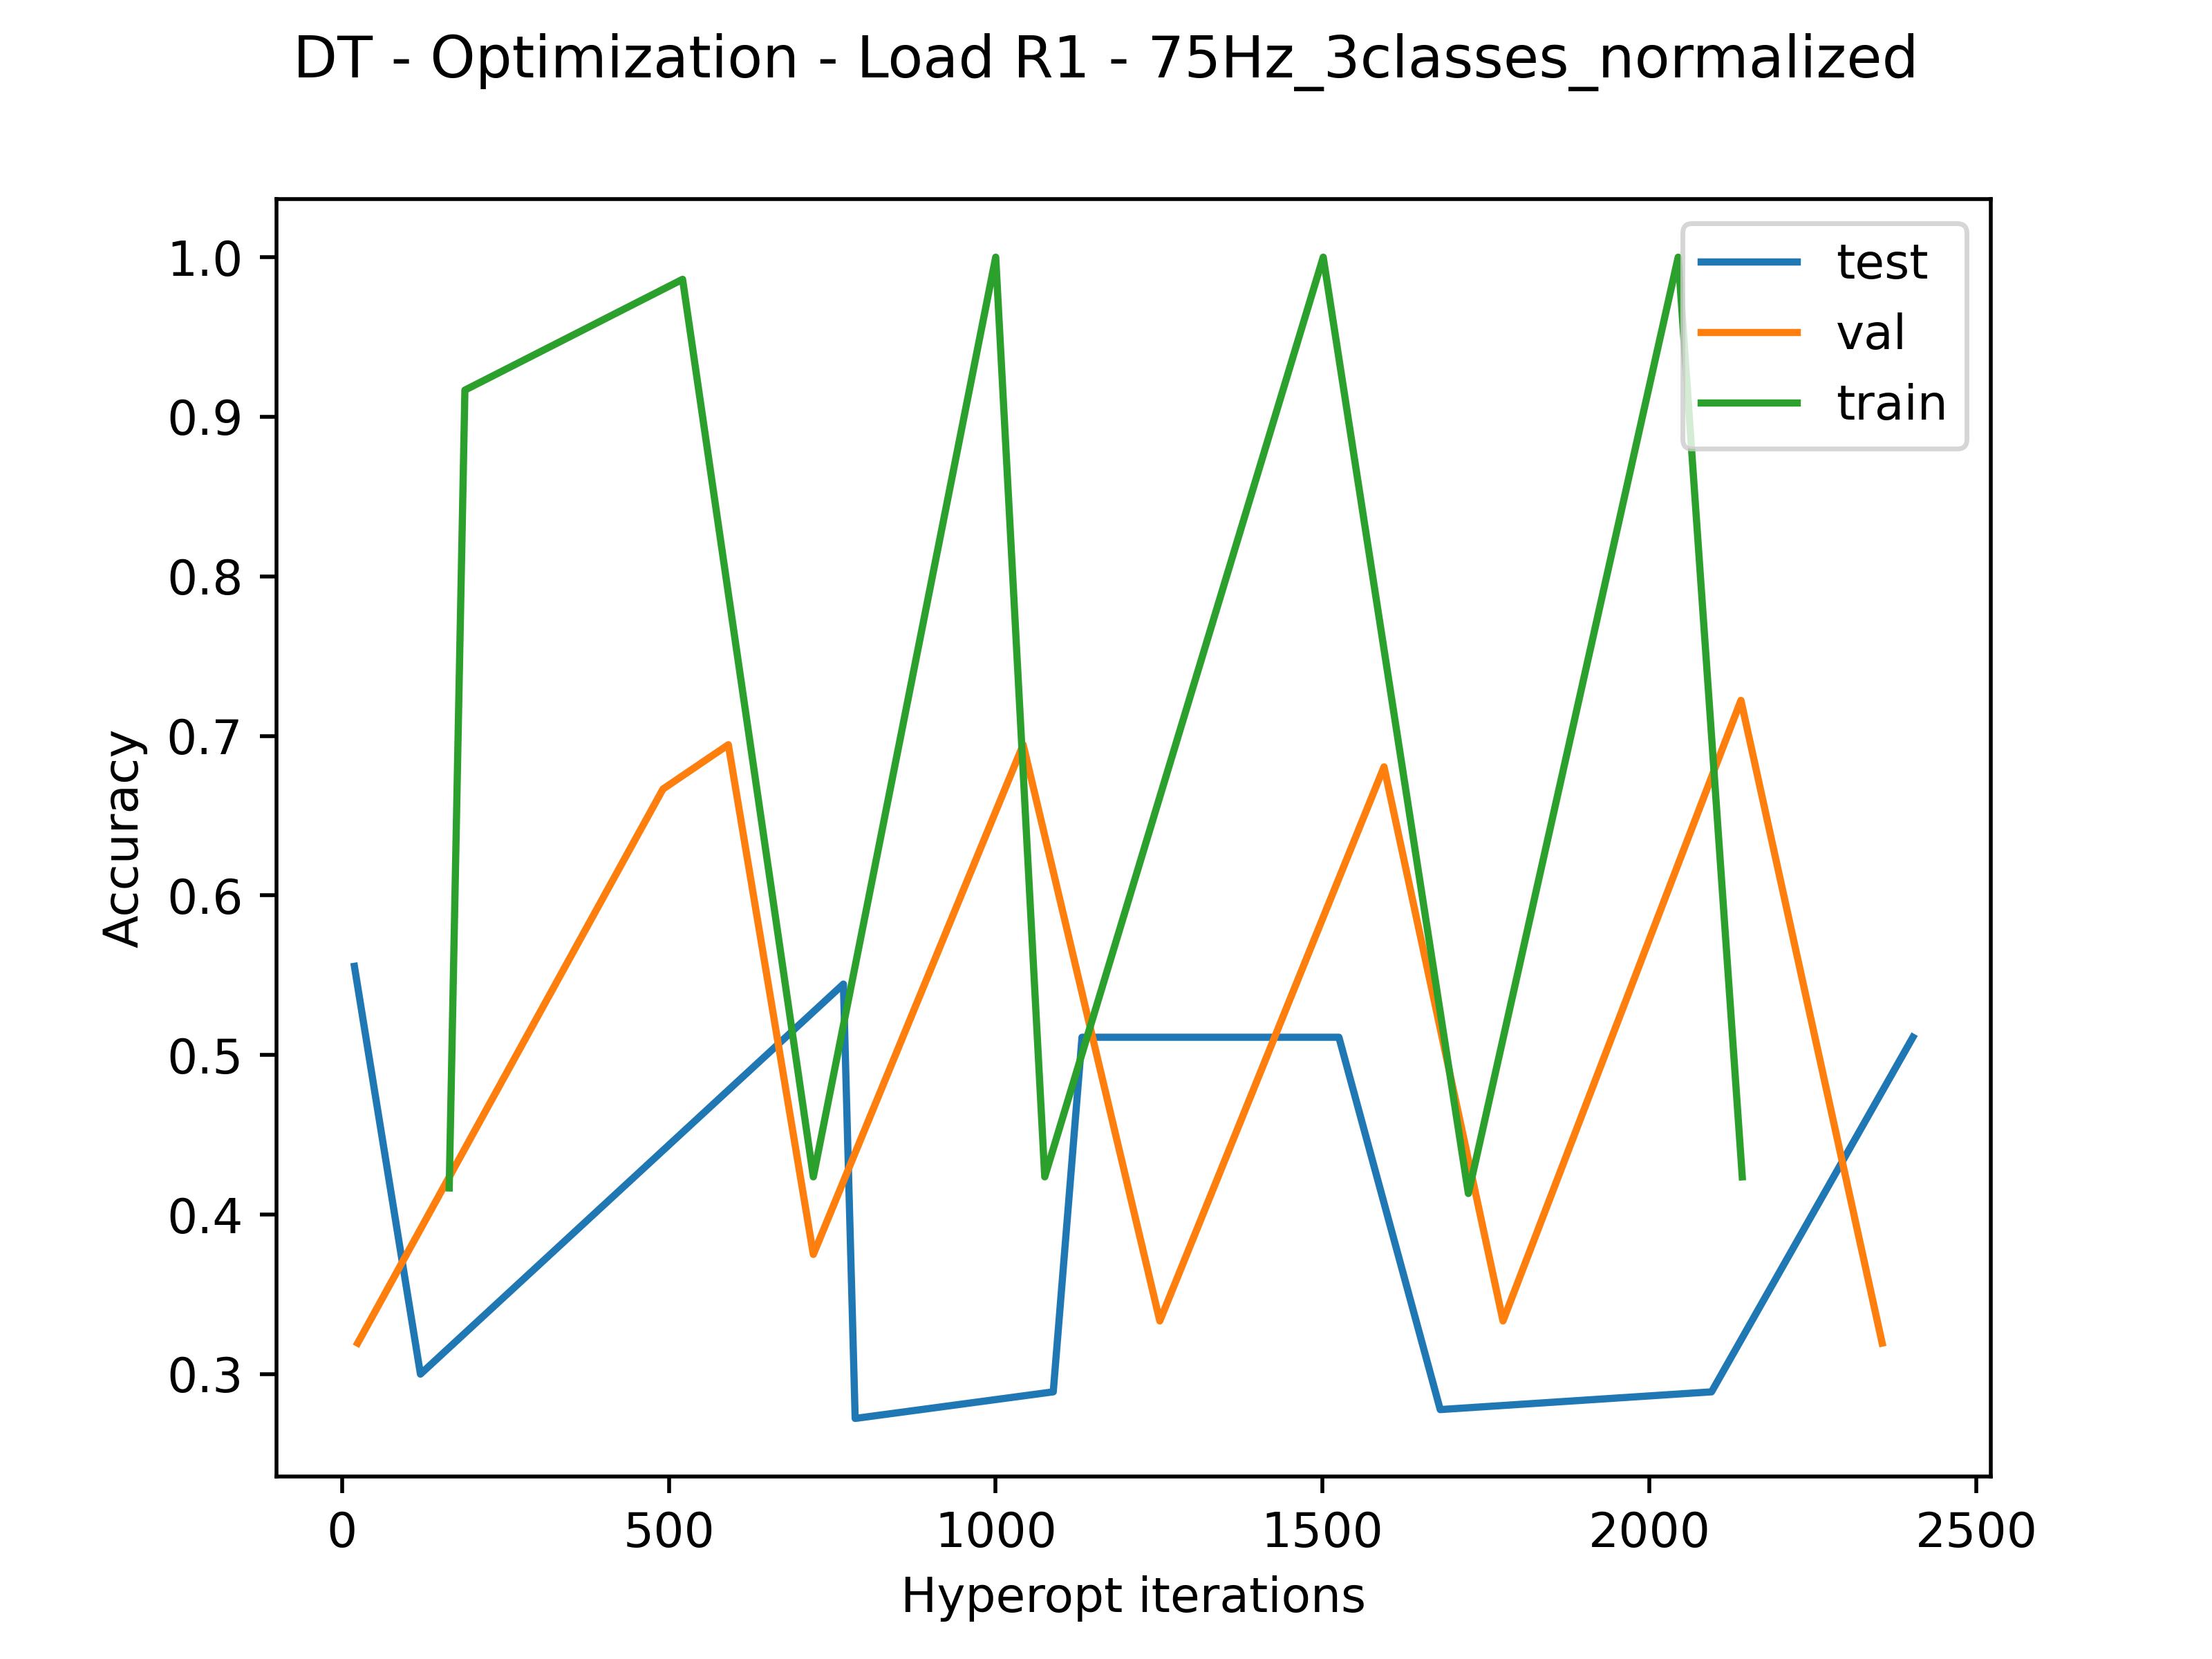 DT - Optimization - Load R1 - 75Hz_3classes_normalized
test
val
train
1.0
0.9
0.8
0.7
0.6
0.5
0.4
0.3
Accuracy
0 500 1000 1500 2000 2500
Hyperopt iterations